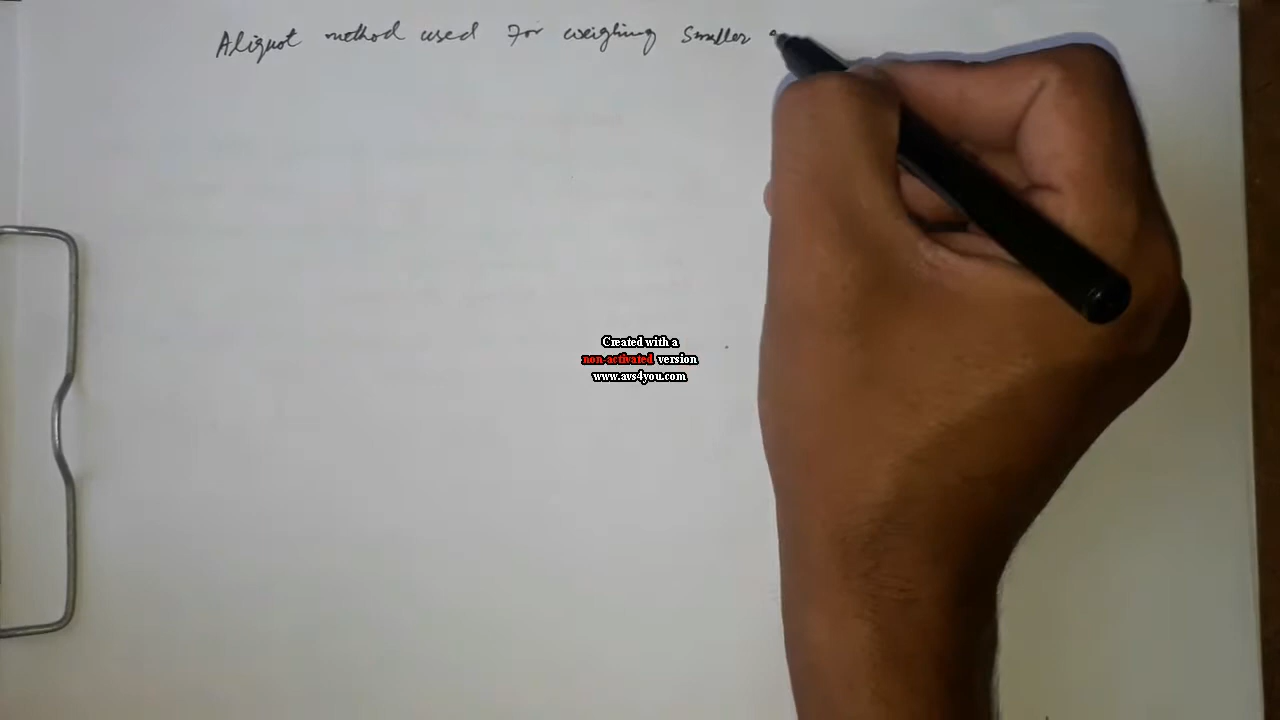 Aliquot method used for weighing smaller
Created with a
non-activated version
www.avs4you.com